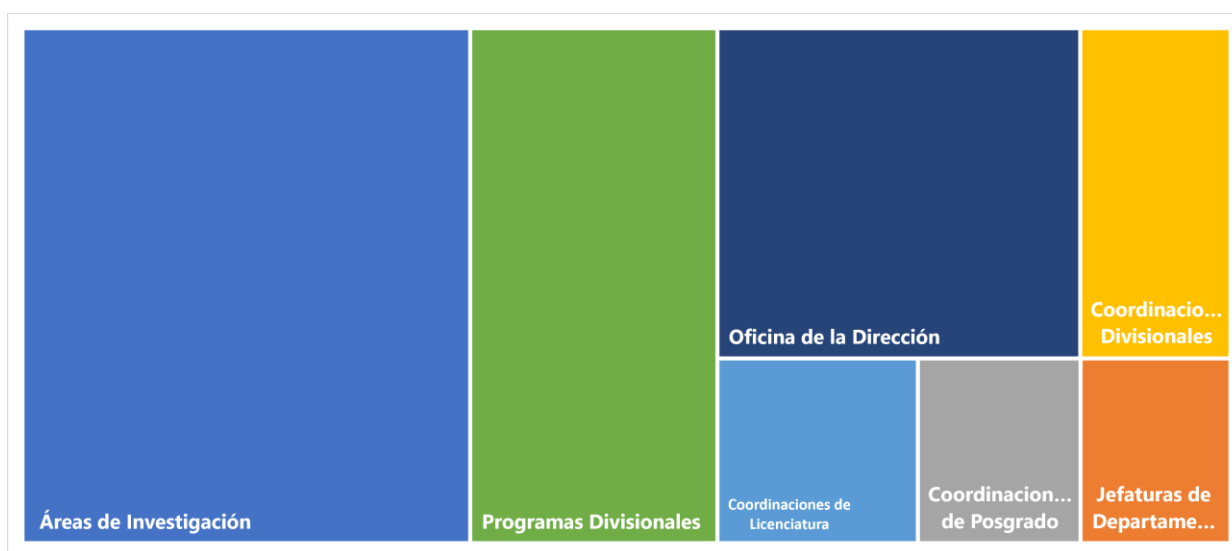 Áreas de Investigación
Programas Divisionales
Oficina de la Dirección
Coordinacio...
Divisionales
Coordinaciones de
Licenciatura
Coordinacion...
de Posgrado
Jefaturas de
Departame...